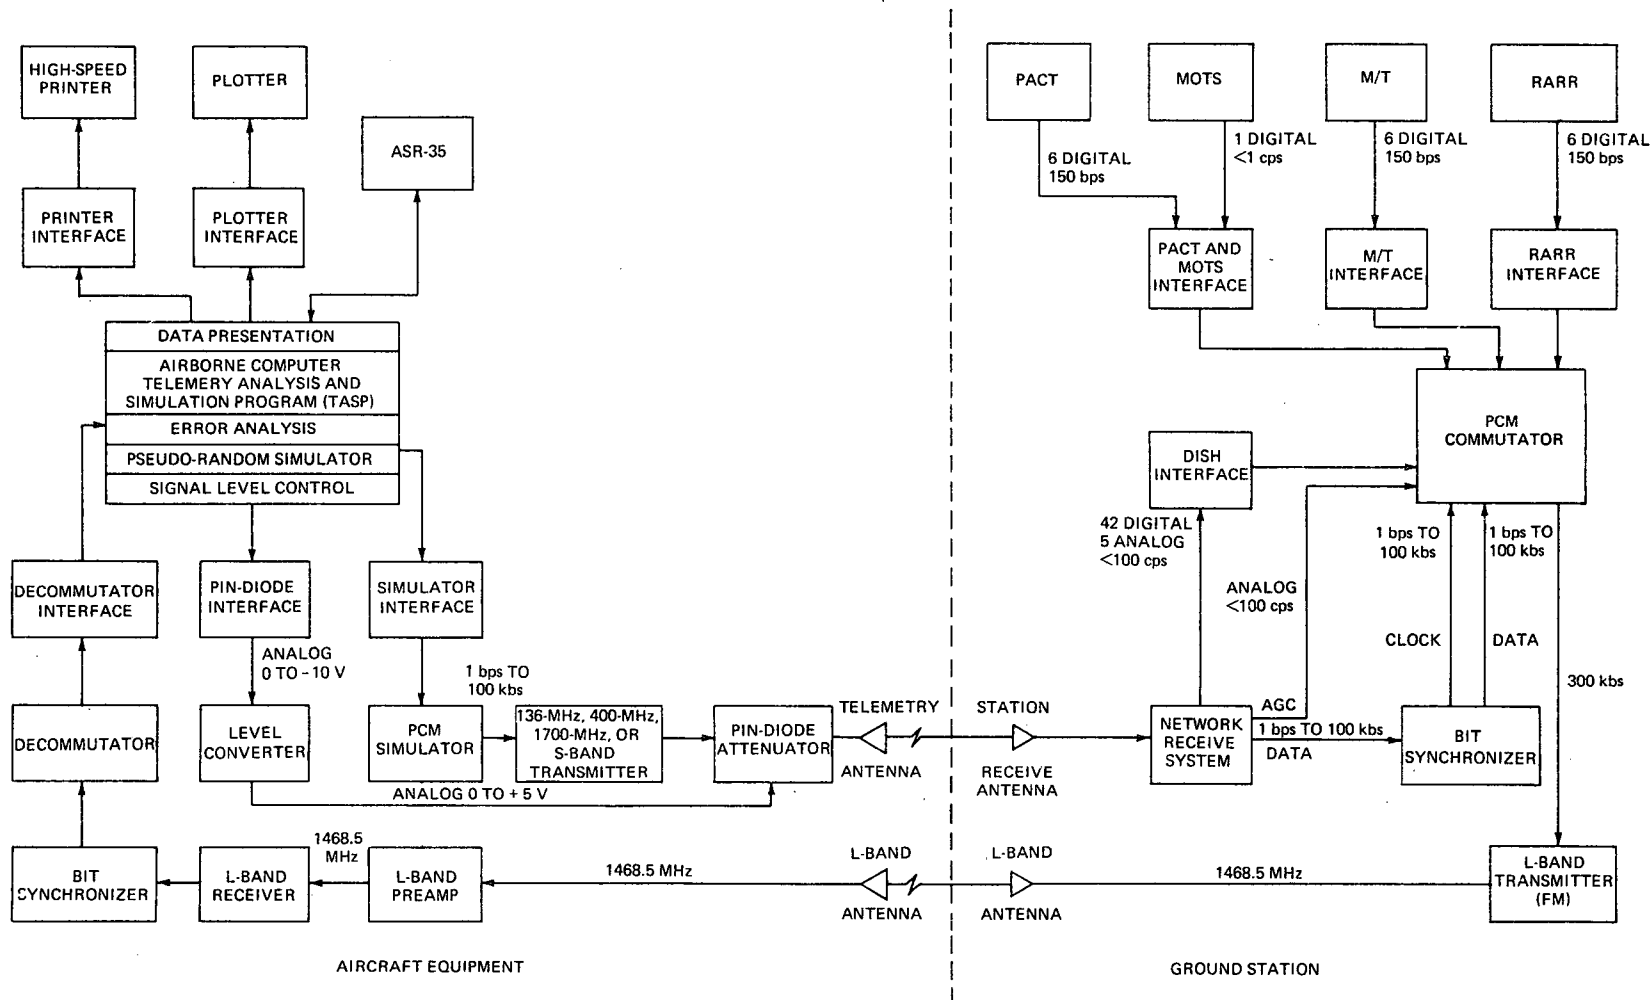 HIGH-SPEED
PRINTER
PLOTTER
ASR-35
PRINTER
INTERFACE
PLOTTER
INTERFACE
DATA PRESENTATION
AIRBORNE COMPUTER
TELEMERY ANALYSIS AND
SIMULATION PROGRAM (TASP)
ERROR ANALYSIS
PSEUDO-RANDOM SIMULATOR
SIGNAL LEVEL CONTROL
DECOMMUTATOR
INTERFACE
PIN-DIODE
INTERFACE
SIMULATOR
INTERFACE
ANALOG
0 TO -10 V
1 bps TO
100 kbs
DECOMMUTATOR
LEVEL
CONVERTER
PCM
SIMULATOR
136-MHz, 400-MHz,
1700-MHz, OR
S-BAND
TRANSMITTER
PIN-DIODE
ATTENUATOR
TELEMETRY
ANTENNA
ANALOG 0 TO + 5 V
BIT
SYNCHRONIZER
L-BAND
RECEIVER
1468.5
MHz
L-BAND
PREAMP
1468.5 MHz
L-BAND
ANTENNA
AIRCRAFT EQUIPMENT
PACT
MOTS
M/T
RARR
6 DIGITAL
150 bps
1 DIGITAL
<1 cps
6 DIGITAL
150 bps
6 DIGITAL
150 bps
PACT AND
MOTS
INTERFACE
M/T
INTERFACE
RARR
INTERFACE
PCM
COMMUTATOR
DISH
INTERFACE
42 DIGITAL
5 ANALOG
<100 cps
ANALOG
<100 cps
1 bps TO
100 kbs
1 bps TO
100 kbs
CLOCK
DATA
300 kbs
STATION
RECEIVE
ANTENNA
NETWORK
RECEIVE
SYSTEM
AGC
1 bps TO 100 kbs
DATA
BIT
SYNCHRONIZER
L-BAND
ANTENNA
1468.5 MHz
L-BAND
TRANSMITTER
(FM)
GROUND STATION